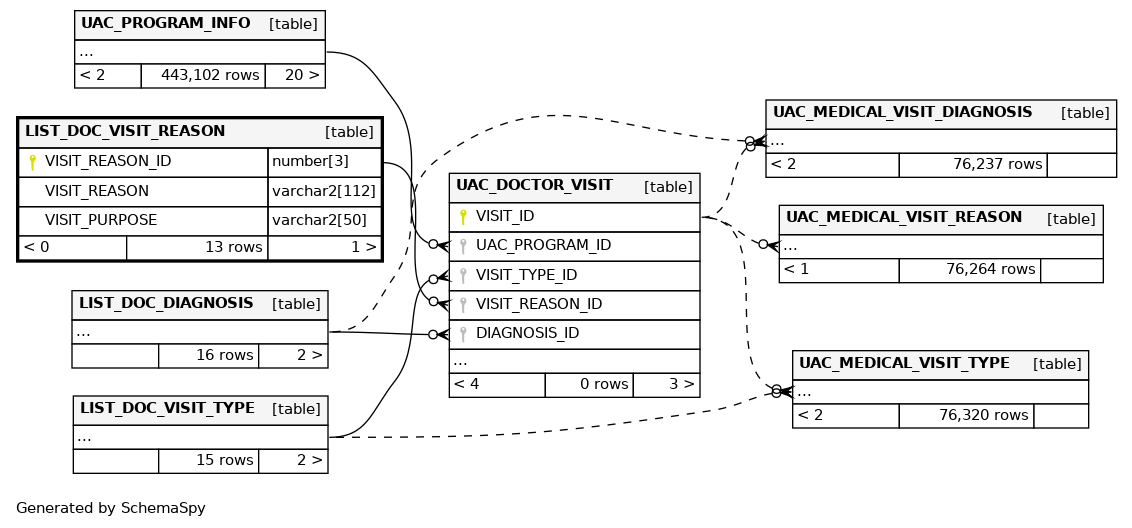 UAC_PROGRAM_INFO [table]
...
< 2 443,102 rows 20 >
LIST_DOC_VISIT_REASON [table]
VISIT_REASON_ID number[3]
VISIT_REASON varchar2[112]
VISIT_PURPOSE varchar2[50]
< 0 13 rows 1 >
LIST_DOC_DIAGNOSIS [table]
...
16 rows 2 >
LIST_DOC_VISIT_TYPE [table]
...
15 rows 2 >
UAC_DOCTOR_VISIT [table]
VISIT_ID
UAC_PROGRAM_ID
VISIT_TYPE_ID
VISIT_REASON_ID
DIAGNOSIS_ID
...
< 4 0 rows 3 >
UAC_MEDICAL_VISIT_DIAGNOSIS [table]
...
< 2 76,237 rows
UAC_MEDICAL_VISIT_REASON [table]
...
< 1 76,264 rows
UAC_MEDICAL_VISIT_TYPE [table]
...
< 2 76,320 rows
Generated by SchemaSpy